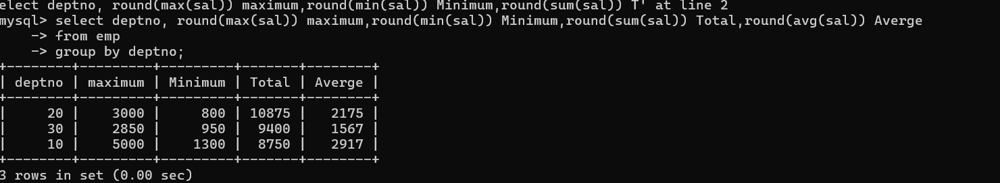 elect deptno, round(max(sal)) maximum,round(min(sal)) Minimum,round(sum(sal)) T' at line 2
mysql> select deptno, round(max(sal)) maximum,round(min(sal)) Minimum,round(sum(sal)) Total,round(avg(sal)) Averge
    -> from emp
    -> group by deptno;
+--------+---------+---------+-------+--------+
| deptno | maximum | Minimum | Total | Averge |
+--------+---------+---------+-------+--------+
|     20 |    3000 |     800 | 10875 |   2175 |
|     30 |    2850 |     950 |  9400 |   1567 |
|     10 |    5000 |    1300 |  8750 |   2917 |
+--------+---------+---------+-------+--------+
3 rows in set (0.00 sec)